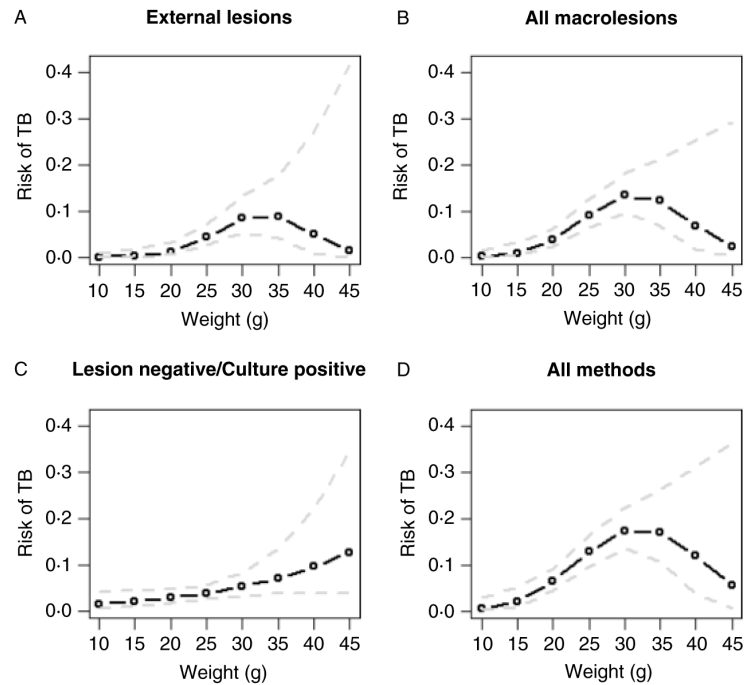 A
External lesions
Risk of TB
0·4
0·3
0·2
0·1
0·0
10 15 20 25 30 35 40 45
Weight (g)
B
All macrolesions
Risk of TB
0·4
0·3
0·2
0·1
0·0
10 15 20 25 30 35 40 45
Weight (g)
C
Lesion negative/Culture positive
Risk of TB
0·4
0·3
0·2
0·1
0·0
10 15 20 25 30 35 40 45
Weight (g)
D
All methods
Risk of TB
0·4
0·3
0·2
0·1
0·0
10 15 20 25 30 35 40 45
Weight (g)